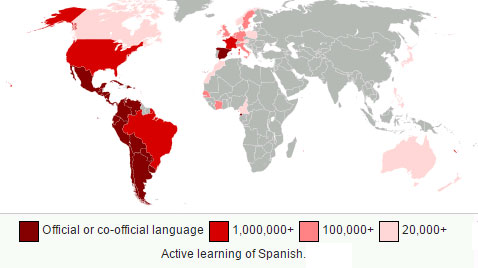 Official or co-official language 1,000,000+ 100,000+ 20,000+
Active learning of Spanish.